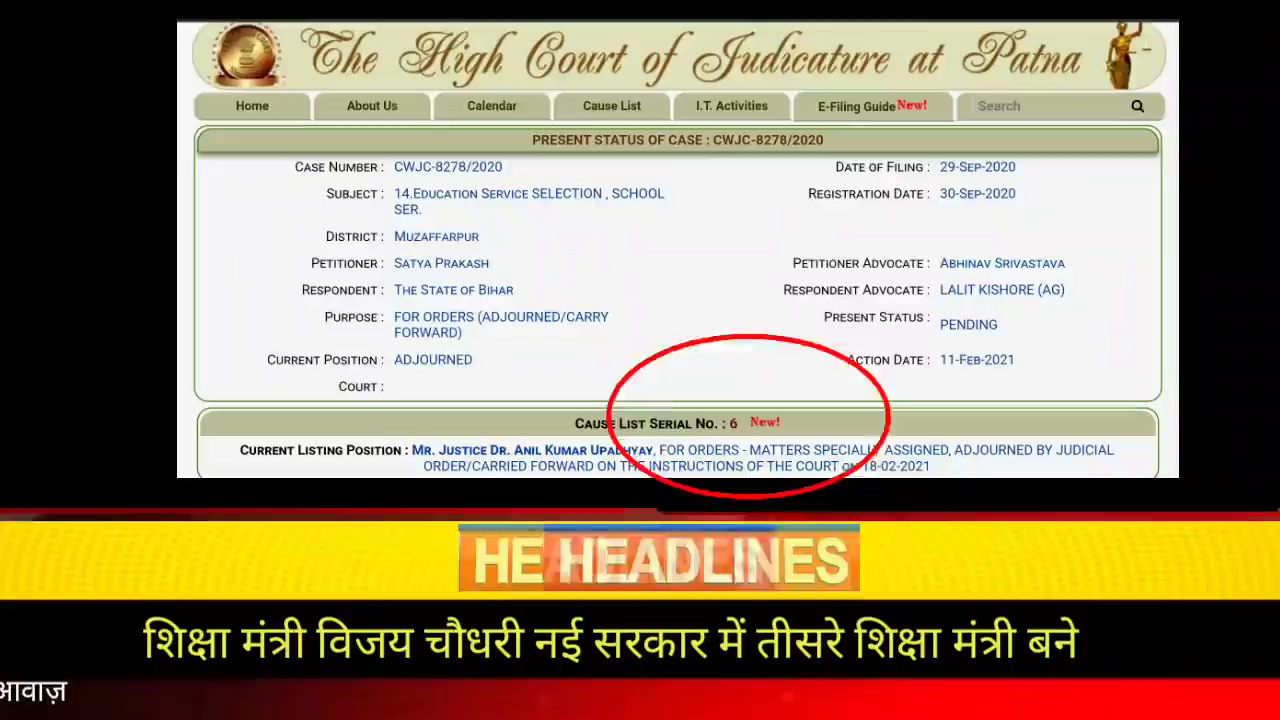 The High Court of Judicature at Patna
Home About Us Calendar Cause List I.T. Activities E-Filing Guide New! Search
PRESENT STATUS OF CASE : CWJC-8278/2020
CASE NUMBER : CWJC-8278/2020 DATE OF FILING : 29-SEP-2020
SUBJECT : 14.EDUCATION SERVICE SELECTION , SCHOOL REGISTRATION DATE : 30-SEP-2020
SER.
DISTRICT : MUZAFFARPUR
PETITIONER : SATYA PRAKASH PETITIONER ADVOCATE : ABHINAV SRIVASTAVA
RESPONDENT : THE STATE OF BIHAR RESPONDENT ADVOCATE : LALIT KISHORE (AG)
PURPOSE : FOR ORDERS (ADJOURNED/CARRY PRESENT STATUS : PENDING
FORWARD)
CURRENT POSITION : ADJOURNED ACTION DATE : 11-FEB-2021
COURT :
CAUSE LIST SERIAL NO. : 6 New!
CURRENT LISTING POSITION : MR. JUSTICE DR. ANIL KUMAR UPADHYAY, FOR ORDERS - MATTERS SPECIALLY ASSIGNED, ADJOURNED BY JUDICIAL
ORDER/CARRIED FORWARD ON THE INSTRUCTIONS OF THE COURT ON 18-02-2021
HE HEADLINES
शिक्षा मंत्री विजय चौधरी नई सरकार में तीसरे शिक्षा मंत्री बने
आवाज़